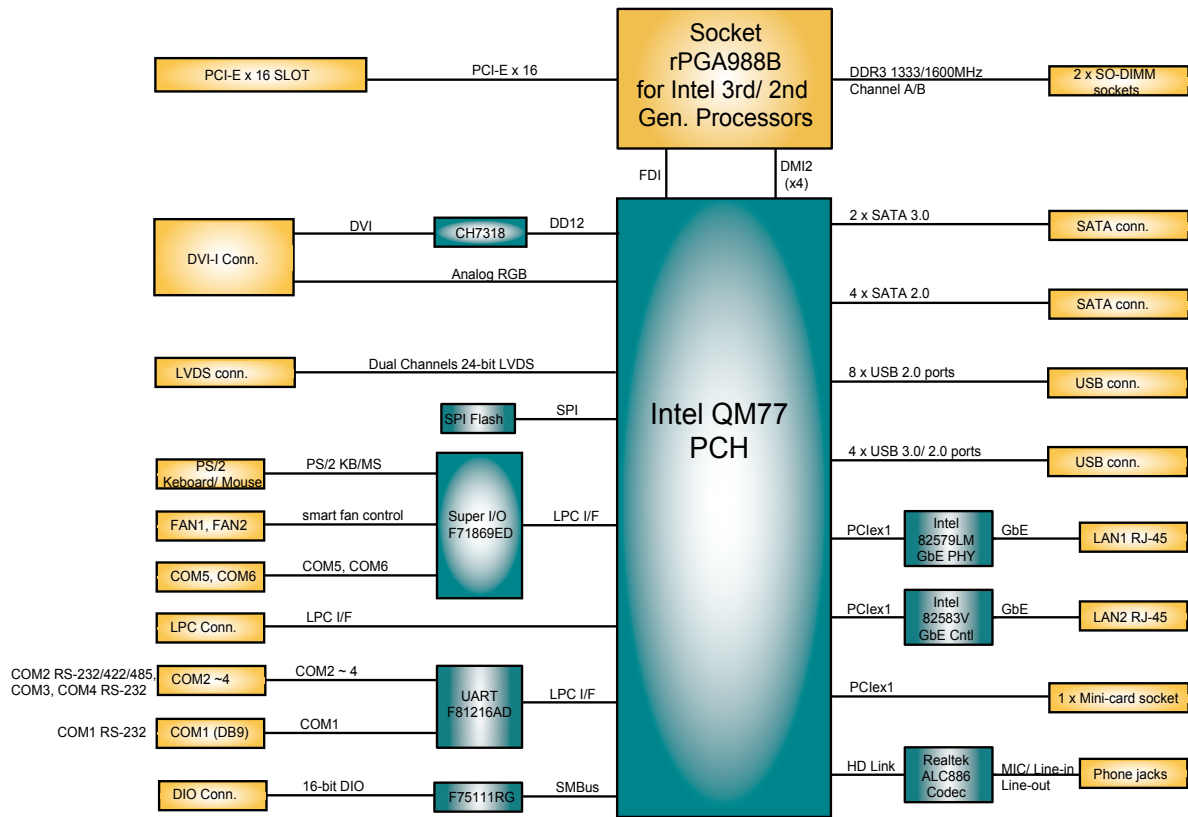 Socket
rPGA988B
for Intel 3rd/ 2nd
Gen. Processors
PCI-E x 16 SLOT
PCI-E x 16
DDR3 1333/1600MHz
Channel A/B
2 x SO-DIMM
sockets
FDI
DMI2
(x4)
DVI-I Conn.
DVI
CH7318
DD12
Analog RGB
LVDS conn.
Dual Channels 24-bit LVDS
SPI Flash
SPI
PS/2
Keboard/ Mouse
PS/2 KB/MS
FAN1, FAN2
smart fan control
Super I/O
F71869ED
LPC I/F
COM5, COM6
COM5, COM6
LPC Conn.
LPC I/F
COM2 RS-232/422/485,
COM3, COM4 RS-232
COM2 ~4
COM2 ~ 4
UART
F81216AD
LPC I/F
COM1 RS-232
COM1 (DB9)
COM1
DIO Conn.
16-bit DIO
F75111RG
SMBus
Intel QM77
PCH
2 x SATA 3.0
SATA conn.
4 x SATA 2.0
SATA conn.
8 x USB 2.0 ports
USB conn.
4 x USB 3.0/ 2.0 ports
USB conn.
PCIex1
Intel
82579LM
GbE PHY
GbE
LAN1 RJ-45
PCIex1
Intel
82583V
GbE Cntl
GbE
LAN2 RJ-45
PCIex1
1 x Mini-card socket
HD Link
Realtek
ALC886
Codec
MIC/ Line-in
Line-out
Phone jacks